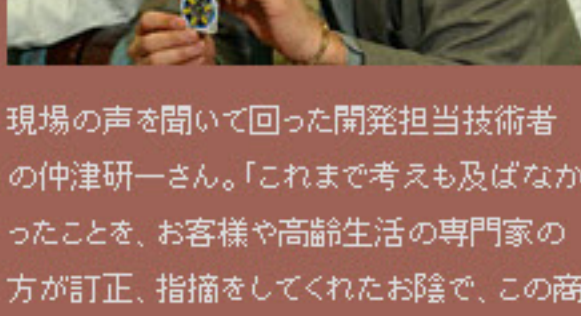 現場の声を聞いて回った開発担当技術者
の仲津研一さん。「これまで考えも及ばなか
ったことを、お客様や高齢生活の専門家の
方が訂正、指摘をしてくれたお陰で、この商